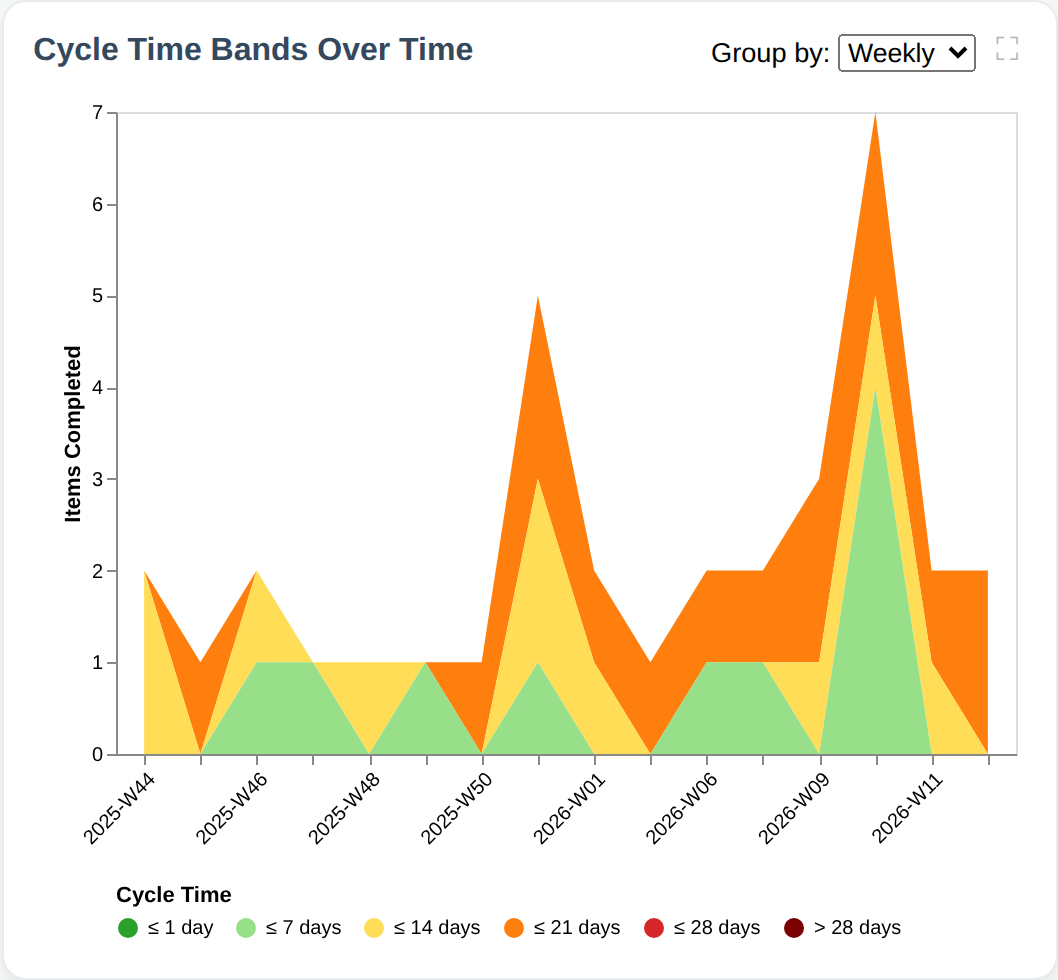 Cycle Time Bands Over Time
Group by: Weekly
Items Completed
7
6
5
4
3
2
1
0
2025-W44
2025-W46
2025-W48
2025-W50
2026-W01
2026-W06
2026-W09
2026-W11
Cycle Time
≤ 1 day
≤ 7 days
≤ 14 days
≤ 21 days
≤ 28 days
> 28 days